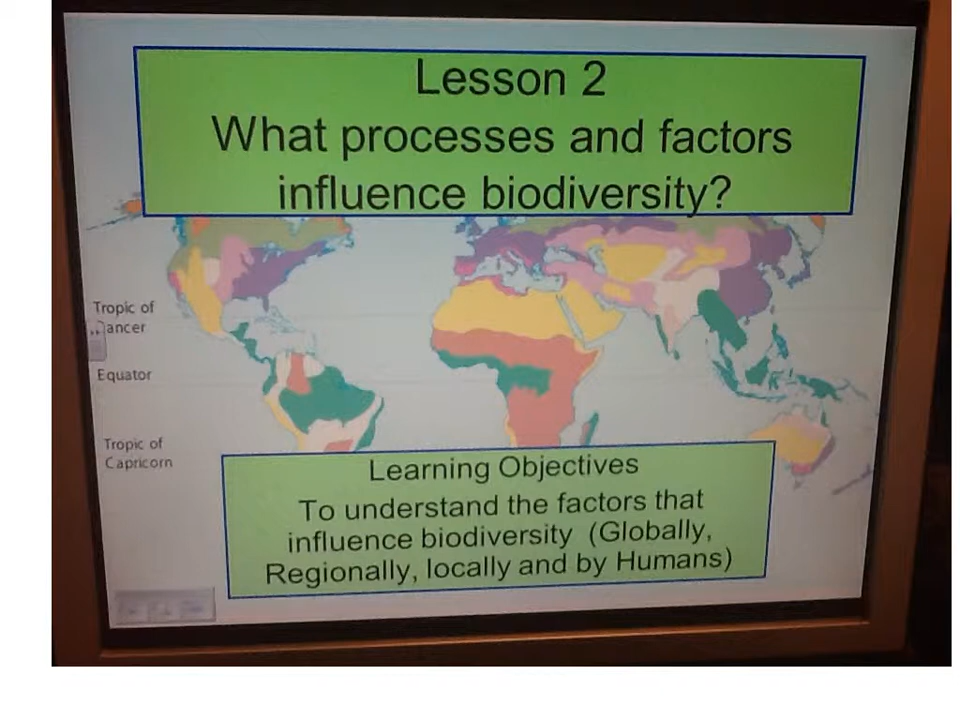 Lesson 2
What processes and factors
influence biodiversity?
Tropic of
ancer
Equator
Tropic of
Capricorn
Learning Objectives
To understand the factors that
influence biodiversity (Globally,
Regionally, locally and by Humans)